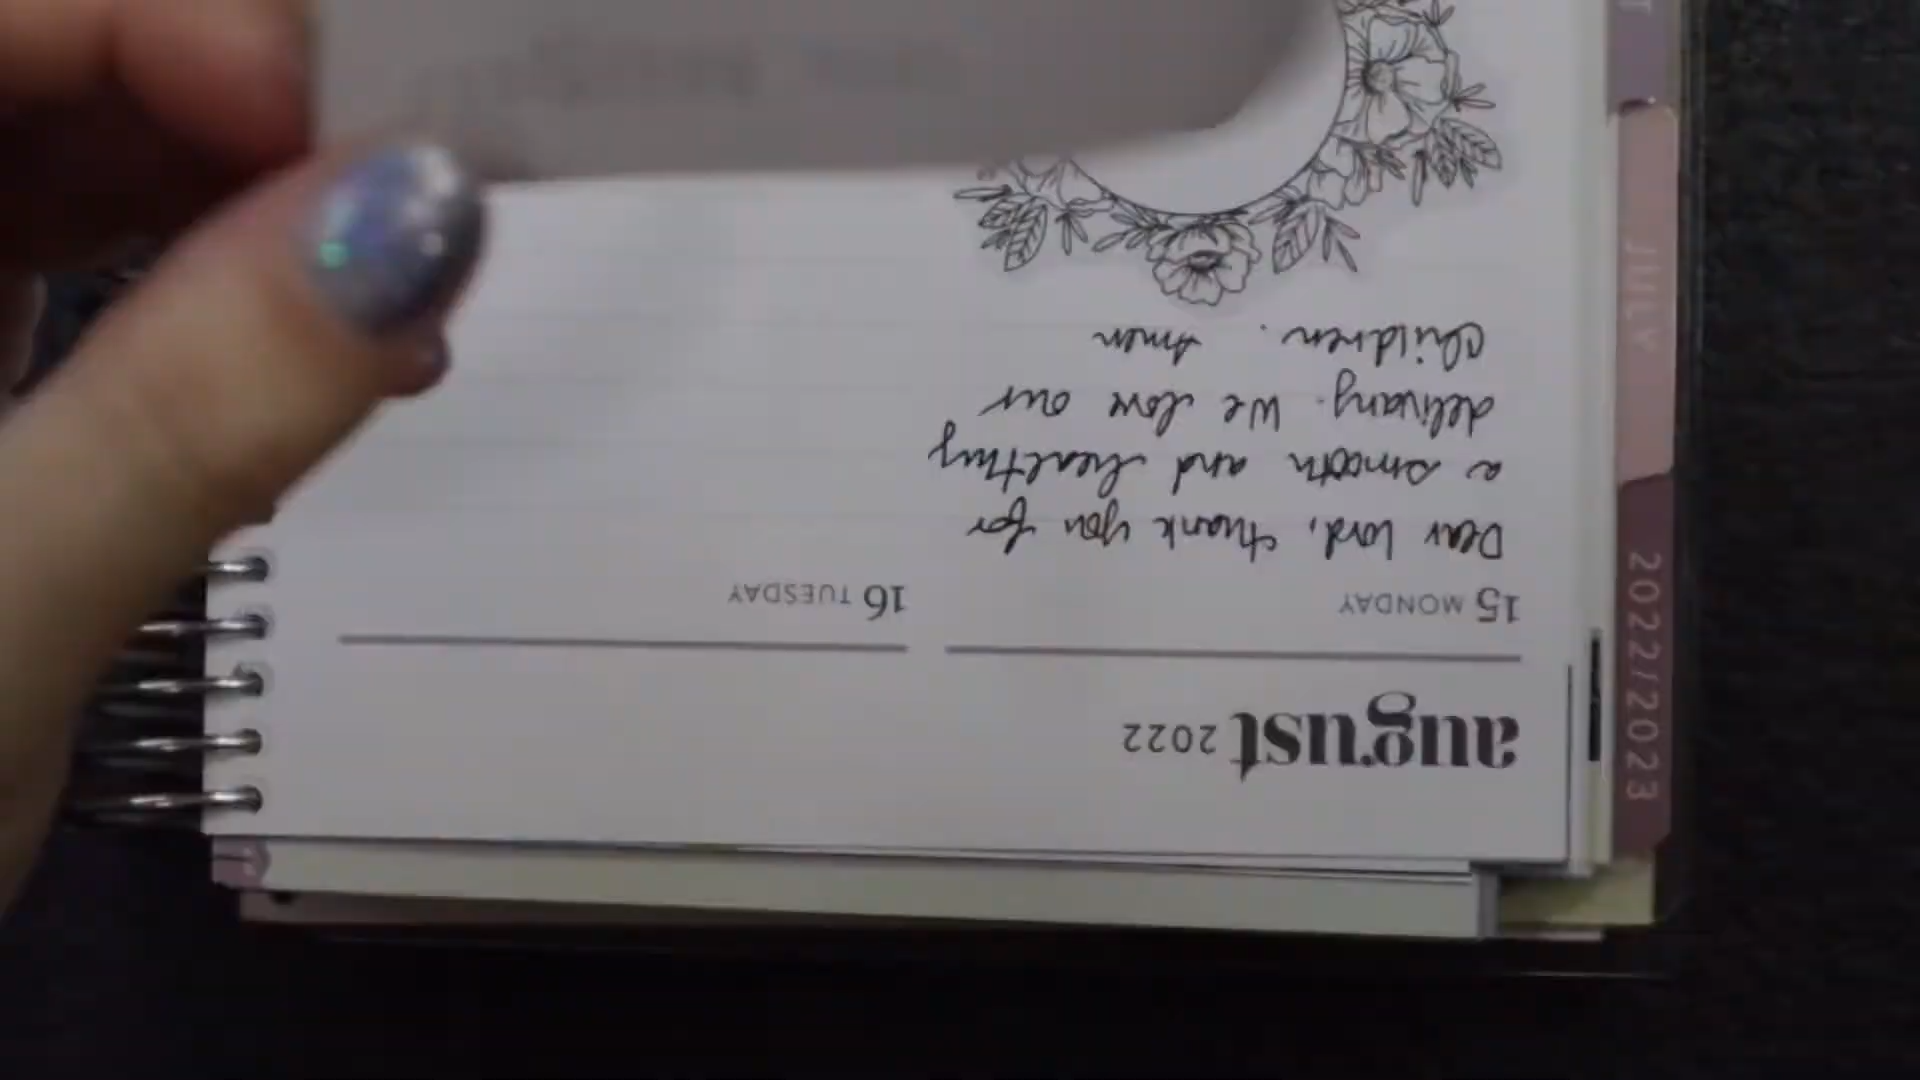 august 2022
15 MONDAY
Dear Lord, thank you for
a smooth and healthy
delivary. We love our
children. Amen
16 TUESDAY
JULY
2022/2023